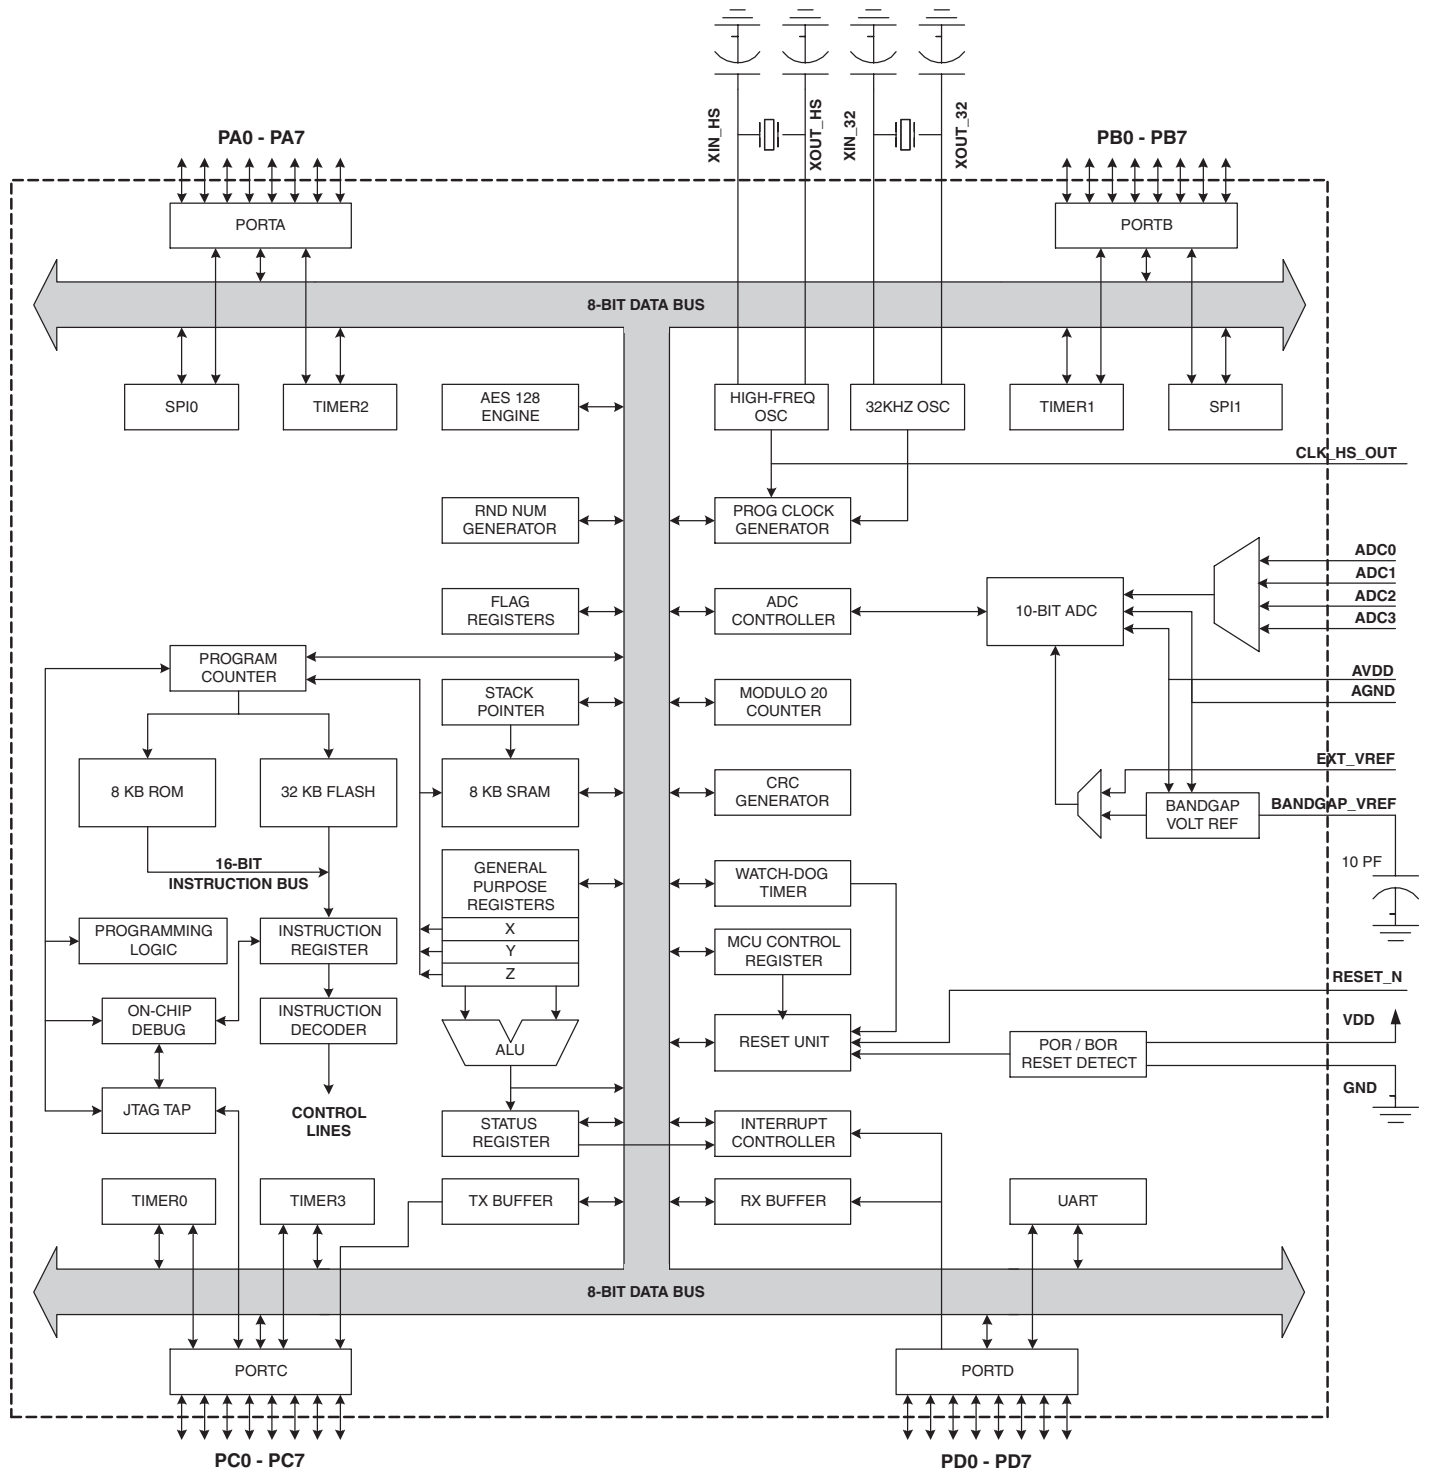 XIN_HS
XOUT_HS
XIN_32
XOUT_32
PA0 - PA7
PB0 - PB7
PORTA
PORTB
8-BIT DATA BUS
SPI0
TIMER2
AES 128
ENGINE
HIGH-FREQ
OSC
32KHZ OSC
TIMER1
SPI1
CLK_HS_OUT
RND NUM
GENERATOR
PROG CLOCK
GENERATOR
ADC0
ADC1
ADC2
ADC3
FLAG
REGISTERS
ADC
CONTROLLER
10-BIT ADC
PROGRAM
COUNTER
STACK
POINTER
MODULO 20
COUNTER
AVDD
AGND
8 KB ROM
32 KB FLASH
8 KB SRAM
CRC
GENERATOR
EXT_VREF
BANDGAP
VOLT REF
BANDGAP_VREF
10 PF
16-BIT
INSTRUCTION BUS
GENERAL
PURPOSE
REGISTERS
X
Y
Z
WATCH-DOG
TIMER
PROGRAMMING
LOGIC
INSTRUCTION
REGISTER
MCU CONTROL
REGISTER
RESET_N
ON-CHIP
DEBUG
INSTRUCTION
DECODER
ALU
RESET UNIT
POR / BOR
RESET DETECT
VDD
GND
JTAG TAP
CONTROL
LINES
STATUS
REGISTER
INTERRUPT
CONTROLLER
TIMER0
TIMER3
TX BUFFER
RX BUFFER
UART
8-BIT DATA BUS
PORTC
PORTD
PC0 - PC7
PD0 - PD7